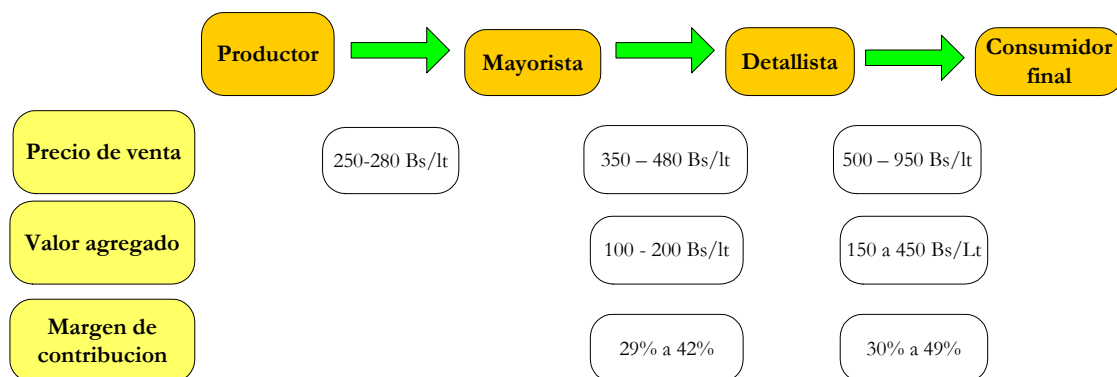 Productor
Mayorista
Detallista
Consumidor
final
Precio de venta
250-280 Bs/lt
350 – 480 Bs/lt
500 – 950 Bs/lt
Valor agregado
100 - 200 Bs/lt
150 a 450 Bs/Lt
Margen de
contribucion
29% a 42%
30% a 49%